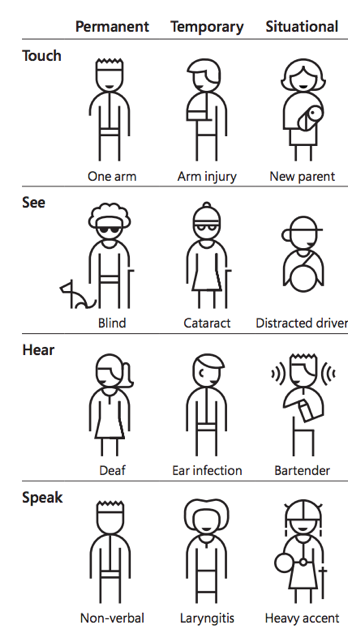 Permanent Temporary Situational
Touch
One arm Arm injury New parent
See
Blind Cataract Distracted driver
Hear
Deaf Ear infection Bartender
Speak
Non-verbal Laryngitis Heavy accent